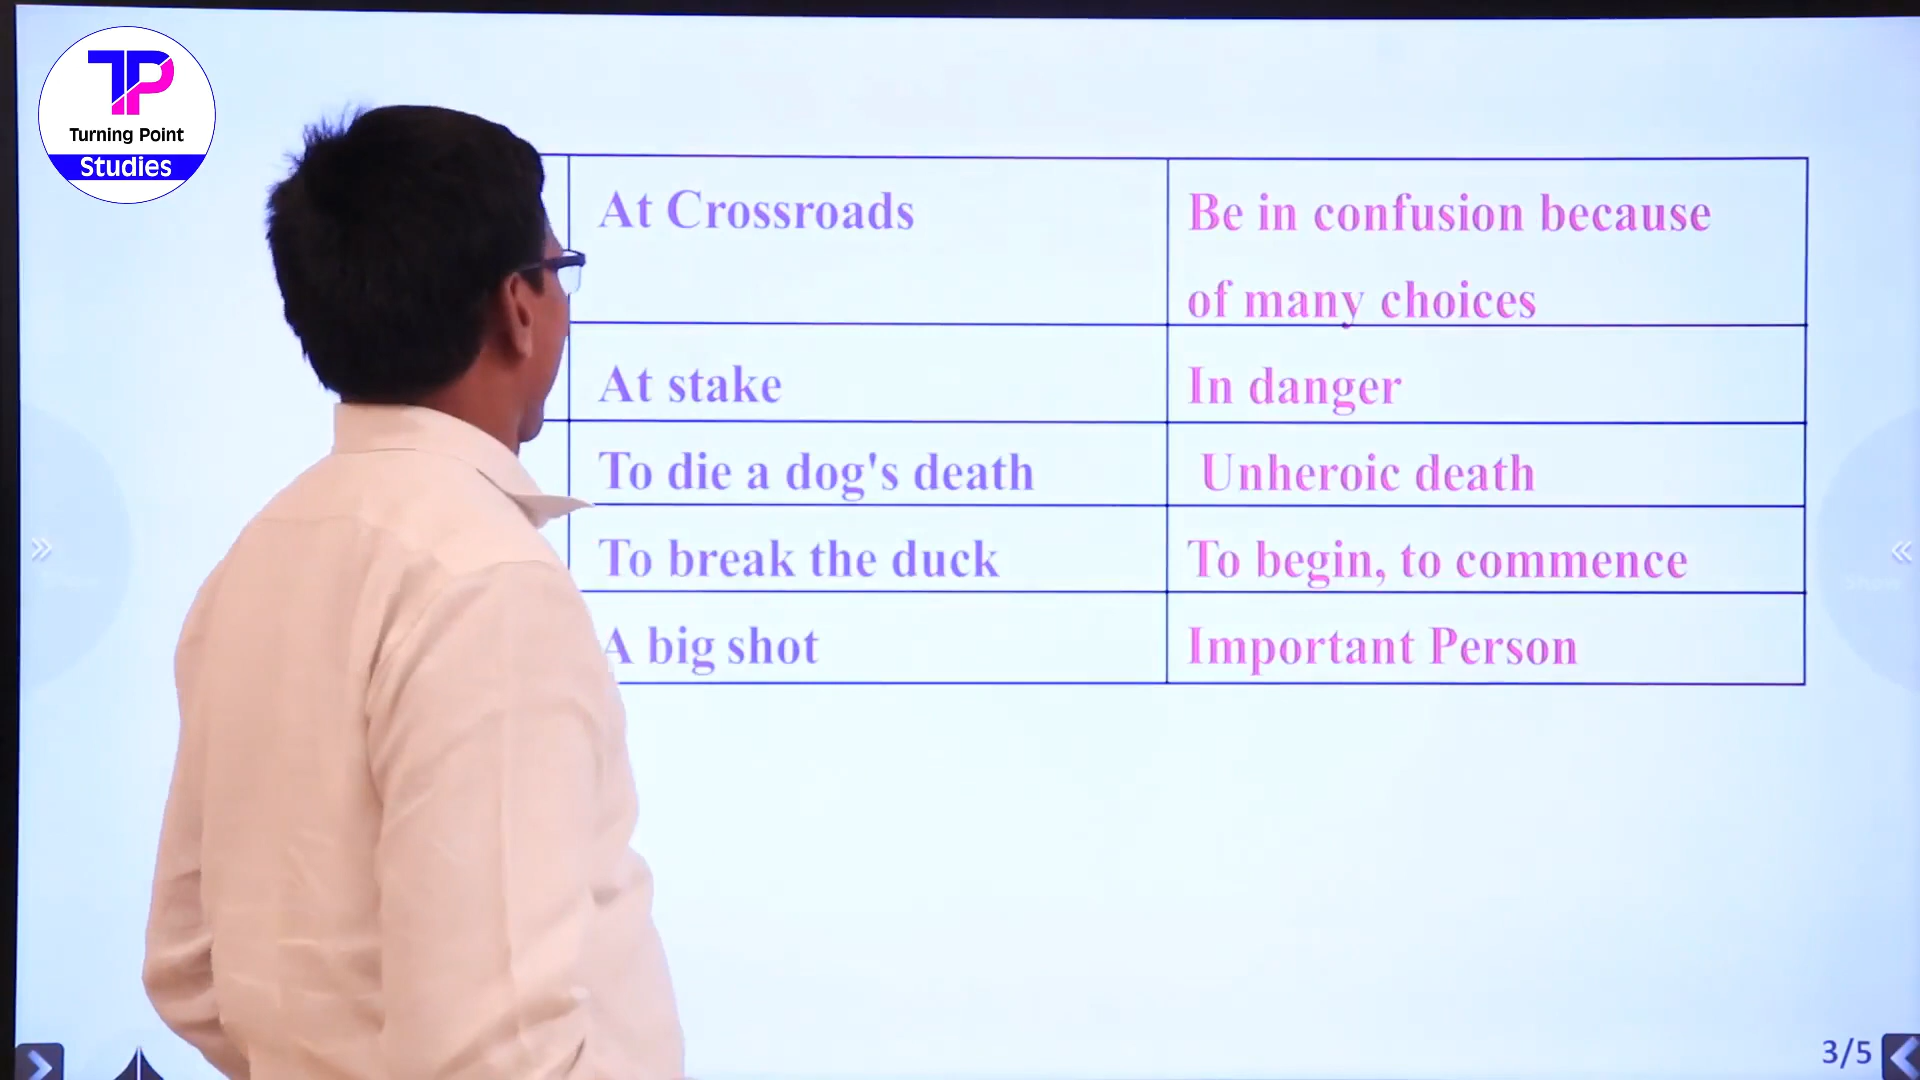 TP
Turning Point
Studies
At Crossroads
Be in confusion because
of many choices
At stake
In danger
To die a dog's death
Unheroic death
To break the duck
To begin, to commence
A big shot
Important Person
3/5